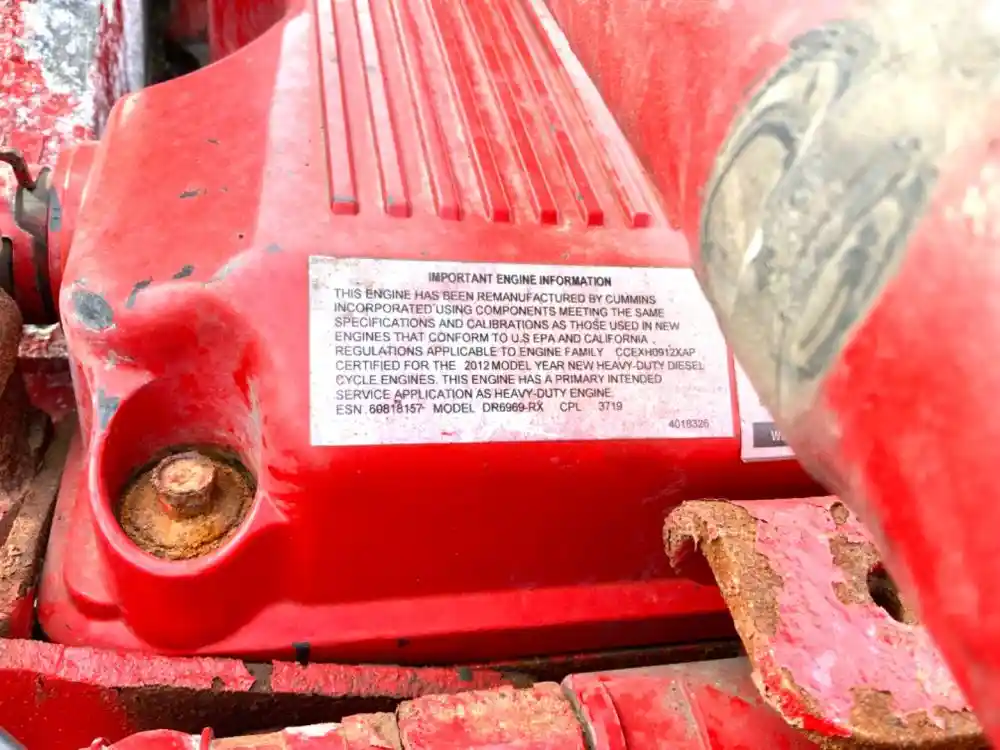 IMPORTANT ENGINE INFORMATION
THIS ENGINE HAS BEEN REMANUFACTURED BY CUMMINS
INCORPORATED USING COMPONENTS MEETING THE SAME
SPECIFICATIONS AND CALIBRATIONS AS THOSE USED IN NEW
ENGINES THAT CONFORM TO U.S EPA AND CALIFORNIA
REGULATIONS APPLICABLE TO ENGINE FAMILY CCEXH0912XAP
CERTIFIED FOR THE 2012 MODEL YEAR NEW HEAVY-DUTY DIESEL
CYCLE ENGINES. THIS ENGINE HAS A PRIMARY INTENDED
SERVICE APPLICATION AS HEAVY-DUTY ENGINE.
ESN 60818157 MODEL DR6969-RX CPL 3719
4018326